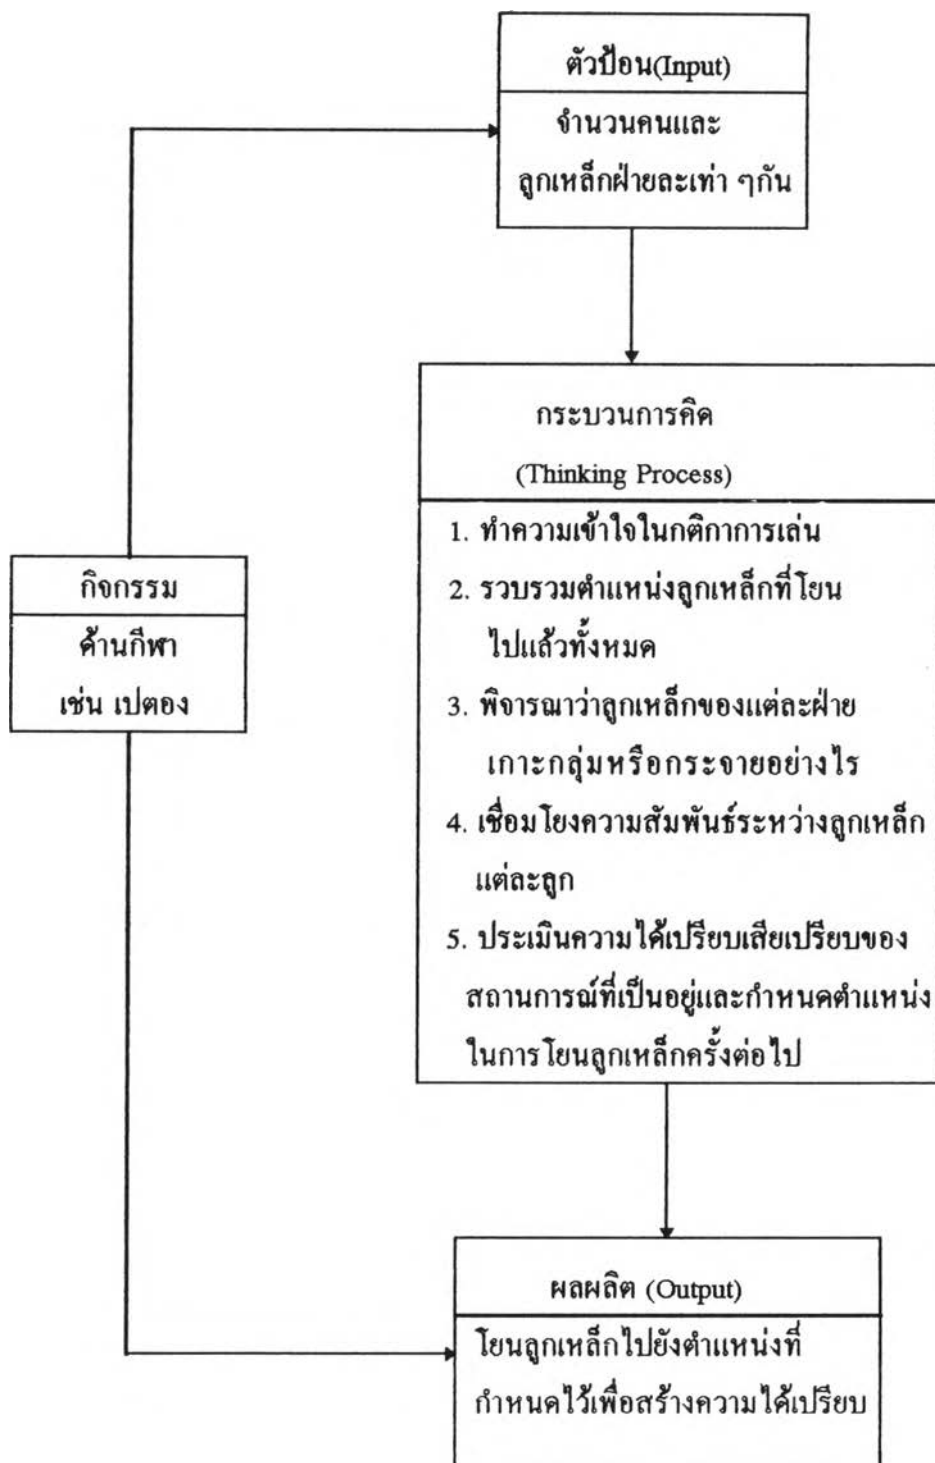 ตัวป้อน(Input)
จำนวนคนและ
ลูกเหล็กฝ่ายละเท่า ๆกัน
กระบวนการคิด
(Thinking Process)
1. ทำความเข้าใจในกติกาการเล่น
2. รวบรวมตำแหน่งลูกเหล็กที่โยน
ไปแล้วทั้งหมด
3. พิจารณาว่าลูกเหล็กของแต่ละฝ่าย
เกาะกลุ่มหรือกระจายอย่างไร
4. เชื่อมโยงความสัมพันธ์ระหว่างลูกเหล็ก
แต่ละลูก
5. ประเมินความได้เปรียบเสียเปรียบของ
สถานการณ์ที่เป็นอยู่และกำหนดตำแหน่ง
ในการโยนลูกเหล็กครั้งต่อไป
กิจกรรม
ด้านกีฬา
เช่น เปตอง
ผลผลิต (Output)
โยนลูกเหล็กไปยังตำแหน่งที่
กำหนดไว้เพื่อสร้างความได้เปรียบ